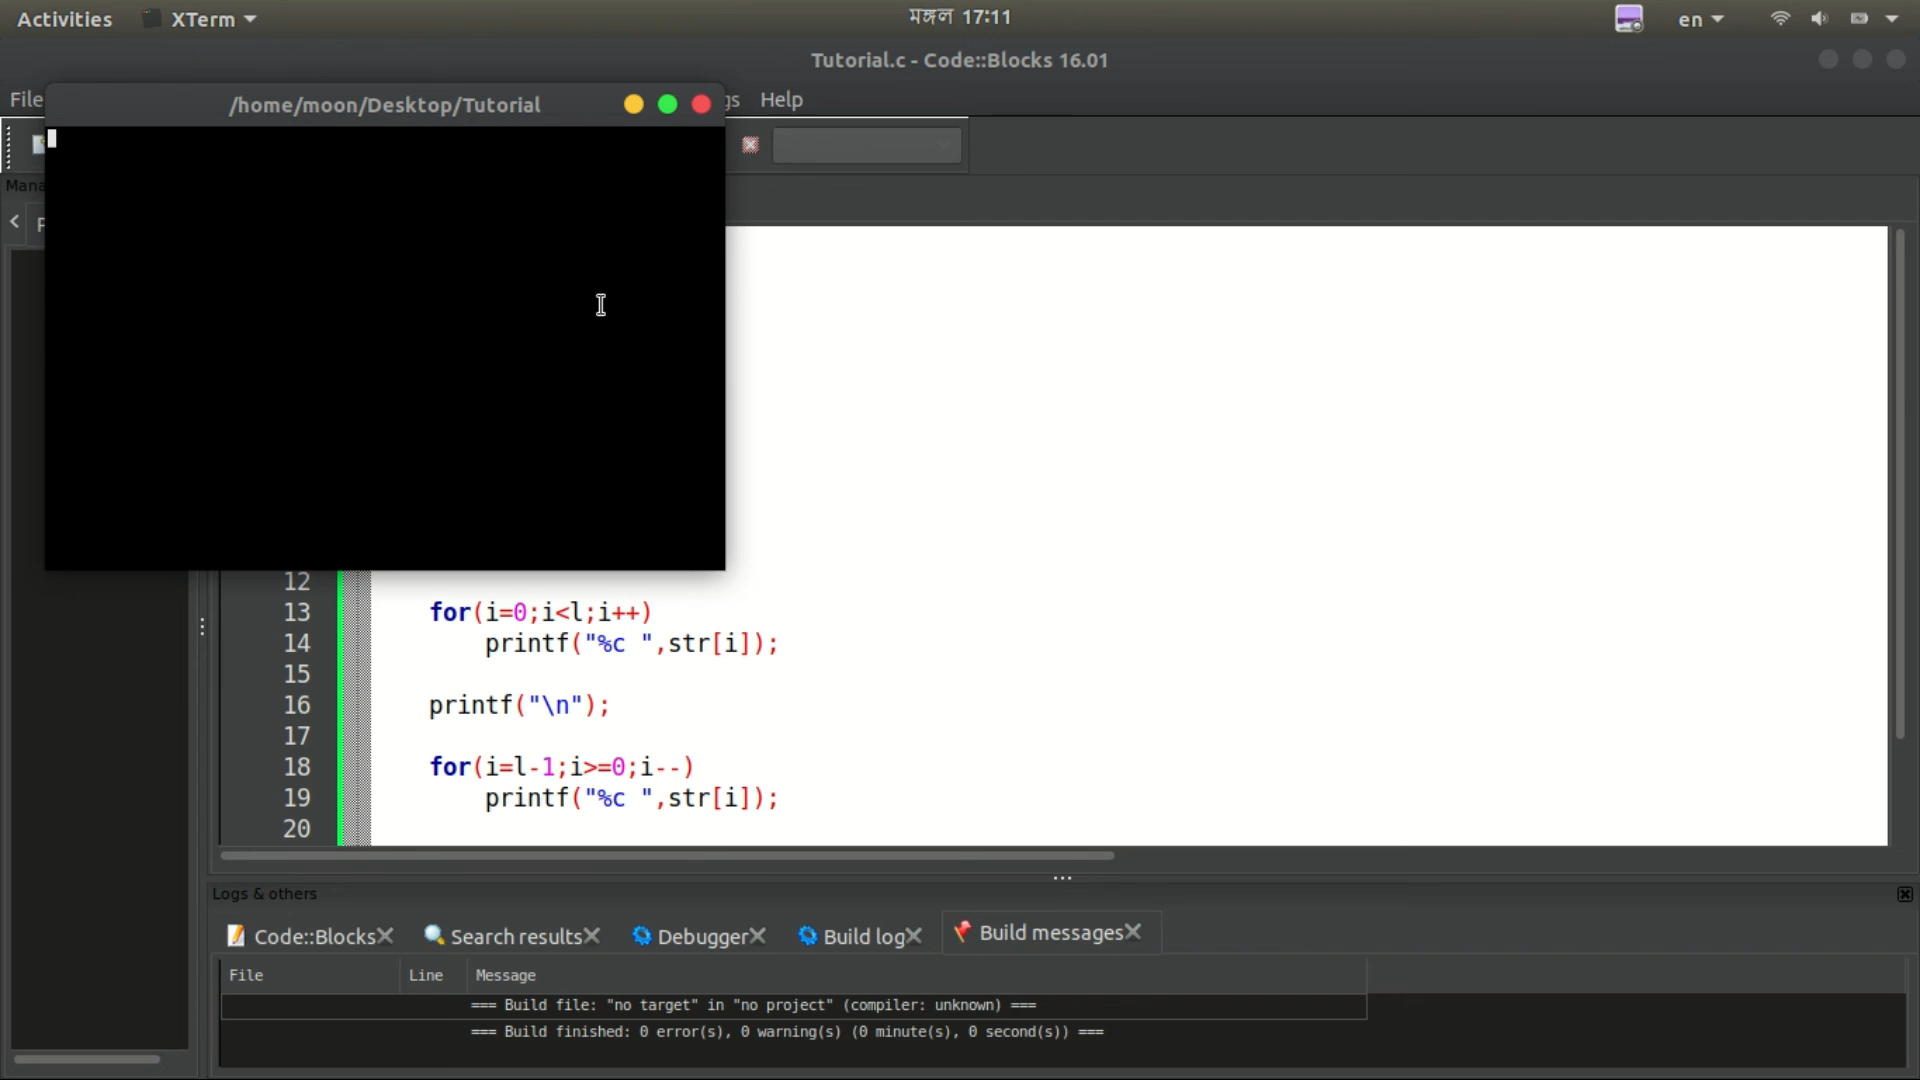 Activities XTerm মঙ্গল 17:11 en
Tutorial.c - Code::Blocks 16.01
File Help
/home/moon/Desktop/Tutorial
12
13 for(i=0;i<l;i++)
14 printf("%c ",str[i]);
15
16 printf("\n");
17
18 for(i=l-1;i>=0;i--)
19 printf("%c ",str[i]);
20
Logs & others
Code::Blocks Search results Debugger Build log Build messages
File Line Message
=== Build file: "no target" in "no project" (compiler: unknown) ===
=== Build finished: 0 error(s), 0 warning(s) (0 minute(s), 0 second(s)) ===